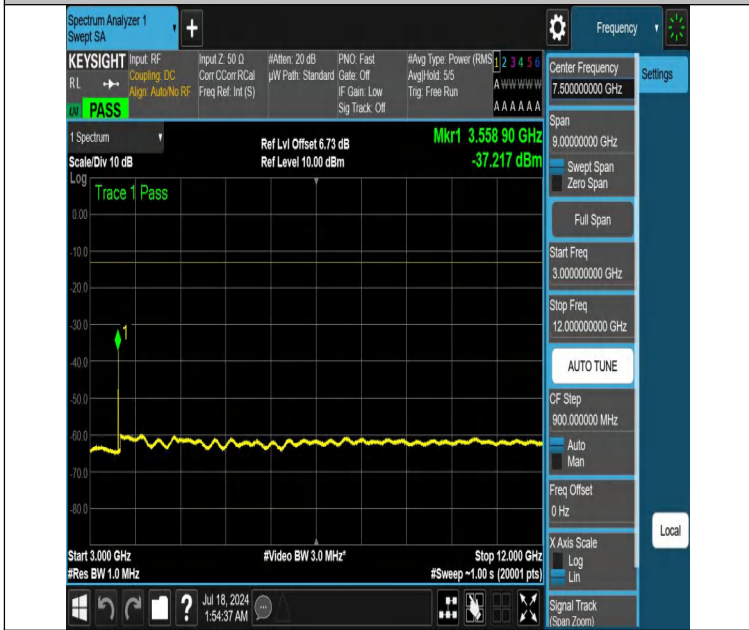 Spectrum Analyzer 1
Swept SA
+
Frequency
KEYSIGHT
RL
PASS
Input: RF
Coupling: DC
Align: Auto/No RF
Input Z: 50 Ω
Corr CCorr RCal
Freq Ref: Int (S)
#Atten: 20 dB
µW Path: Standard
PNO: Fast
Gate: Off
IF Gain: Low
Sig Track: Off
#Avg Type: Power (RMS
Avg|Hold: 5/5
Trig: Free Run
1 2 3 4 5 6
A W W W W W
A A A A A A
1 Spectrum
Scale/Div 10 dB
Ref Lvl Offset 6.73 dB
Ref Level 10.00 dBm
Mkr1 3.558 90 GHz
-37.217 dBm
Log
Trace 1 Pass
0.00
-10.0
-20.0
-30.0
-40.0
-50.0
-60.0
-70.0
-80.0
1
Start 3.000 GHz
#Res BW 1.0 MHz
#Video BW 3.0 MHz*
Stop 12.000 GHz
#Sweep ~1.00 s (20001 pts)
?
Jul 18, 2024
1:54:37 AM
Center Frequency
7.500000000 GHz
Settings
Span
9.00000000 GHz
Swept Span
Zero Span
Full Span
Start Freq
3.000000000 GHz
Stop Freq
12.000000000 GHz
AUTO TUNE
CF Step
900.000000 MHz
Auto
Man
Freq Offset
0 Hz
X Axis Scale
Log
Lin
Local
Signal Track
(Span Zoom)